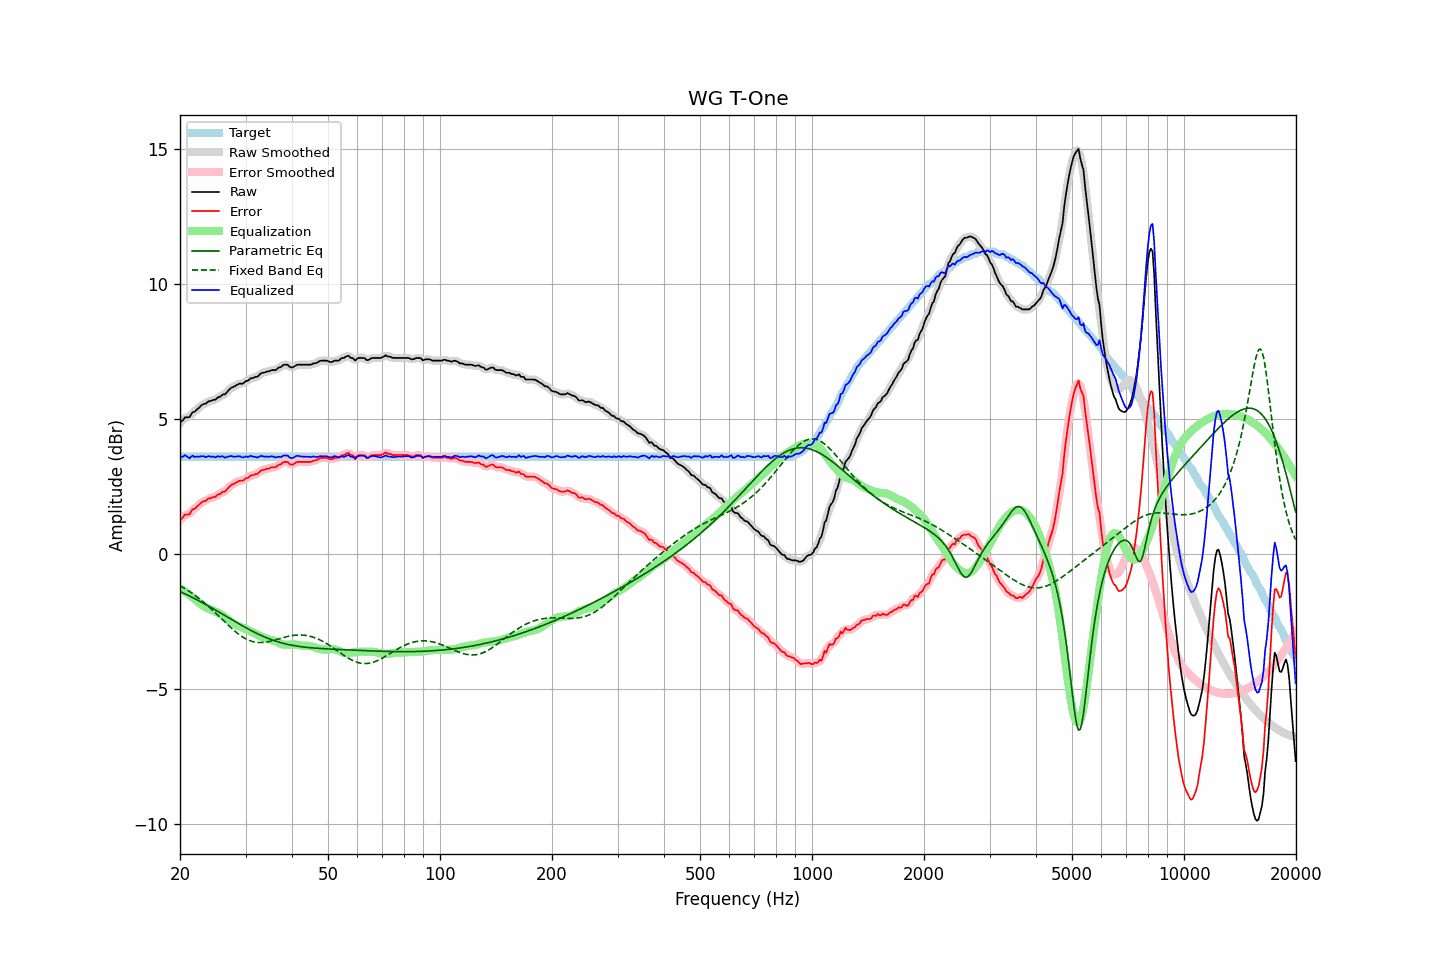 WG T-One
Target
Raw Smoothed
Error Smoothed
Raw
Error
Equalization
Parametric Eq
Fixed Band Eq
Equalized
15
10
5
0
−5
−10
Amplitude (dBr)
20 50 100 200 500 1000 2000 5000 10000 20000
Frequency (Hz)